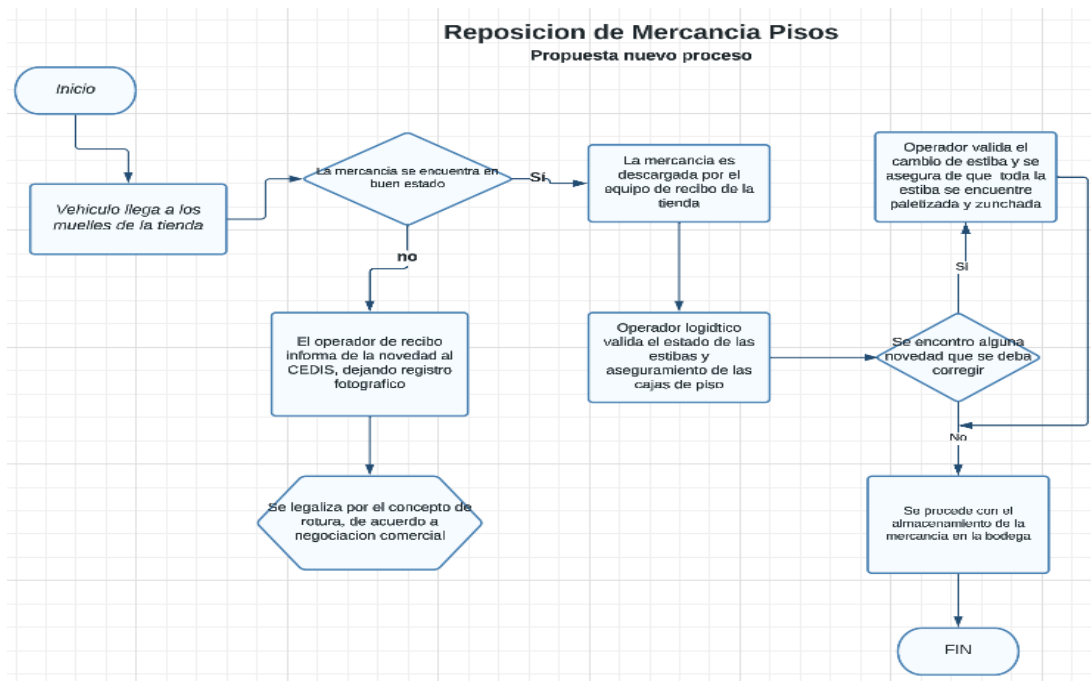 Reposicion de Mercancia Pisos
Propuesta nuevo proceso
Inicio
Vehiculo llega a los
muelles de la tienda
La mercancia se encuentra en
buen estado
Sí
no
El operador de recibo
informa de la novedad al
CEDIS, dejando registro
fotografico
Se legaliza por el concepto de
rotura, de acuerdo a
negociacion comercial
La mercancia es
descargada por el
equipo de recibo de la
tienda
Operador logidtico
valida el estado de las
estibas y
aseguramiento de las
cajas de piso
Se encontro alguna
novedad que se deba
corregir
Sí
Operador valida el
cambio de estiba y se
asegura de que toda la
estiba se encuentre
paletizada y zunchada
No
Se procede con el
almacenamiento de la
mercancia en la bodega
FIN